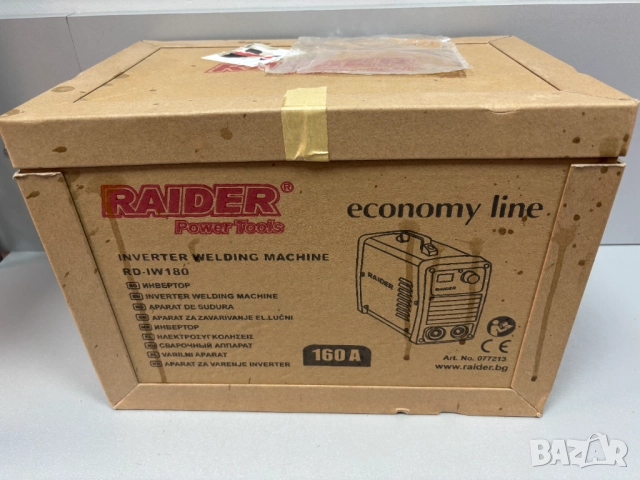 RAIDER®
Power Tools
economy line
INVERTER WELDING MACHINE
RD-IW180
ИНВЕРТОР
INVERTER WELDING MACHINE
APARAT DE SUDURA
APARAT ZA ZAVARIVANJE EL.LUČNI
ИНВЕРТОР
ΗΛΕΚΤΡΟΣΥΓΚΟΛΗΣΕΙΣ
СВАРОЧНЫЙ АППАРАТ
VARILNI APARAT
APARAT ZA VARENJE INVERTER
160 A
RAIDER
RAIDER
CE
Art. No. 077213
www.raider.bg
BAZAR